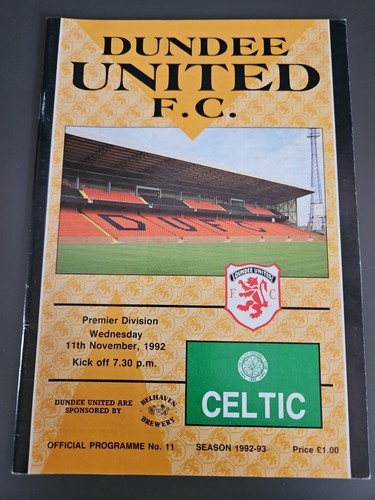 DUNDEE
UNITED
F.C.
DUFC
DUNDEE UNITED
F C
Premier Division
Wednesday
11th November, 1992
Kick off 7.30 p.m.
CELTIC
DUNDEE UNITED ARE
SPONSORED BY
BELHAVEN
BREWERY
OFFICIAL PROGRAMME No. 11 SEASON 1992-93 Price £1.00